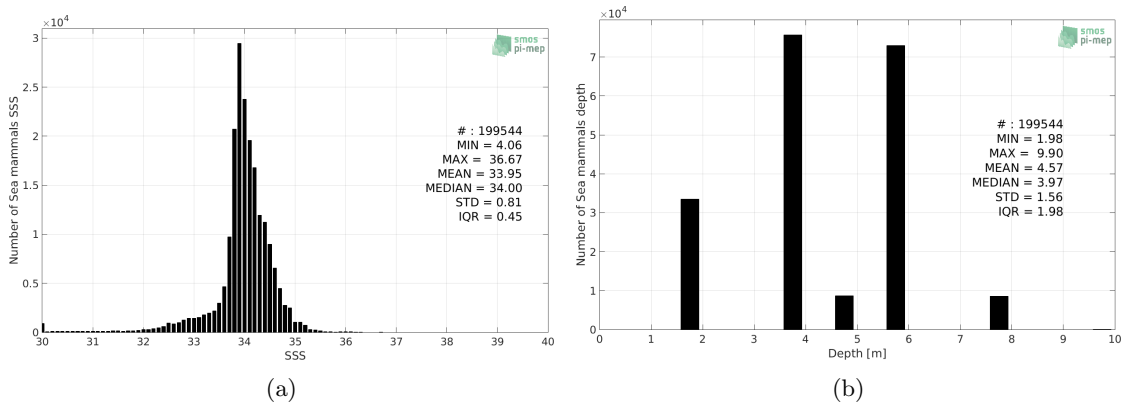 ×10⁴
3
2.5
2
1.5
1
0.5
0
30 31 32 33 34 35 36 37 38 39 40
SSS
Number of Sea mammals SSS
smos
pi-mep
# : 199544
MIN = 4.06
MAX = 36.67
MEAN = 33.95
MEDIAN = 34.00
STD = 0.81
IQR = 0.45
(a)
×10⁴
7
6
5
4
3
2
1
0
0 1 2 3 4 5 6 7 8 9 10
Depth [m]
Number of Sea mammals depth
smos
pi-mep
# : 199544
MIN = 1.98
MAX = 9.90
MEAN = 4.57
MEDIAN = 3.97
STD = 1.56
IQR = 1.98
(b)